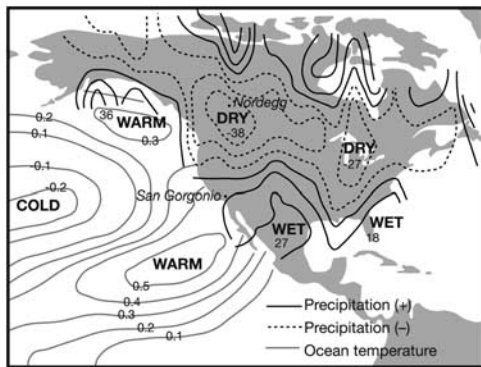 36
WARM
0.3
Nordegg
DRY
-38
DRY
-27
0.2
0.1
-0.1
-0.2
COLD
San Gorgonio
WET
27
WET
18
WARM
0.5
0.4
0.3
0.2
0.1
Precipitation (+)
Precipitation (–)
Ocean temperature